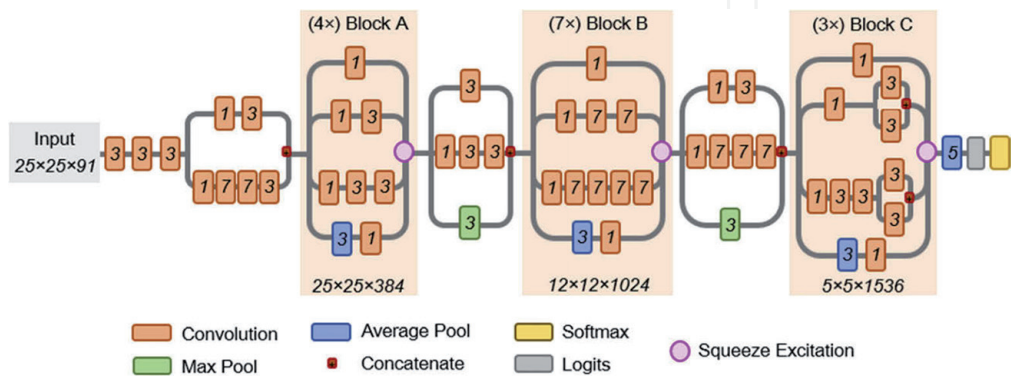 (4×) Block A
(7×) Block B
(3×) Block C
Input
25×25×91
3 3 3
1 3
1 7 7 3
1
1 3
1 3 3
3 1
25×25×384
3
1 3 3
3
1
1 7 7
1 7 7 7 7
3 1
12×12×1024
1 3
1 7 7 7
3
1
1
3
3
1 3 3
3
3
3 1
5×5×1536
5
Convolution
Average Pool
Softmax
Squeeze Excitation
Max Pool
Concatenate
Logits